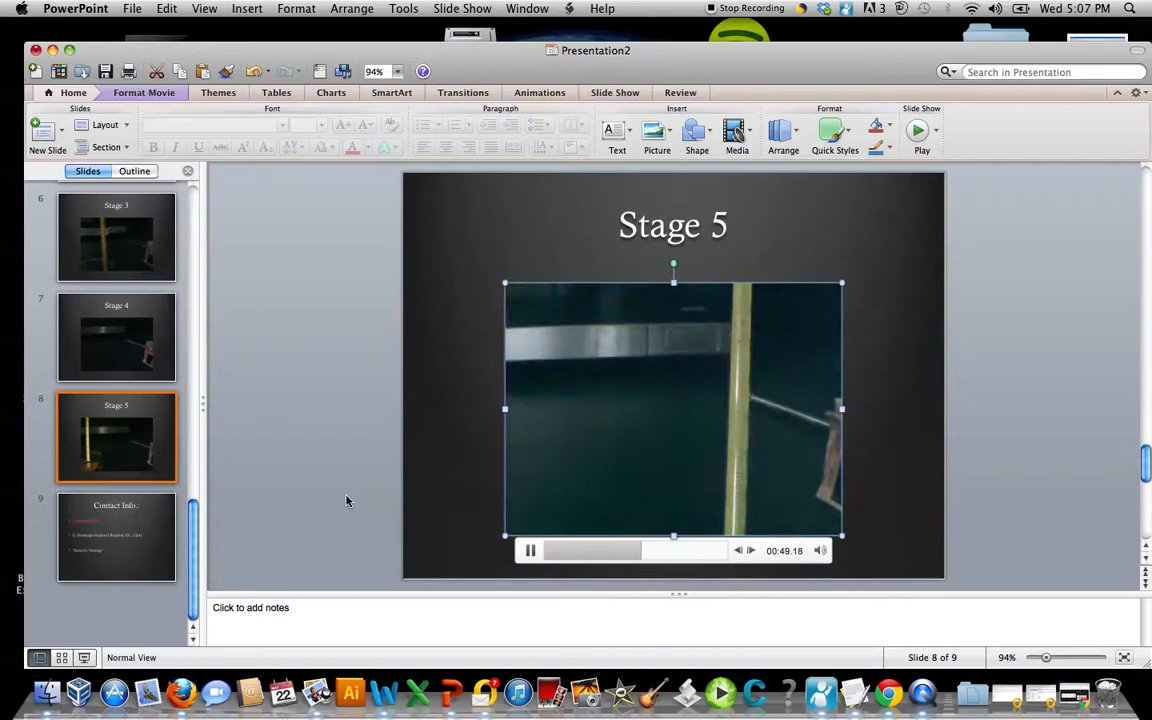 PowerPoint File Edit View Insert Format Arrange Tools Slide Show Window Help Stop Recording 3 Wed 5:07 PM
Presentation2
94% Search in Presentation
Home Format Movie Themes Tables Charts SmartArt Transitions Animations Slide Show Review
Slides Font Paragraph Insert Format Slide Show
New Slide Layout Section Text Picture Shape Media Arrange Quick Styles Play
Slides Outline
6 Stage 3
7 Stage 4
8 Stage 5
9 Contact Info.:
Stage 5
00:49.18
Click to add notes
Normal View Slide 8 of 9 94%